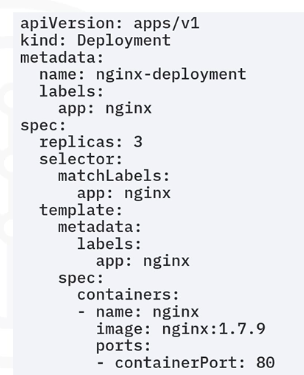 apiVersion: apps/v1
kind: Deployment
metadata:
  name: nginx-deployment
  labels:
    app: nginx
spec:
  replicas: 3
  selector:
    matchLabels:
      app: nginx
  template:
    metadata:
      labels:
        app: nginx
    spec:
      containers:
      - name: nginx
        image: nginx:1.7.9
        ports:
        - containerPort: 80